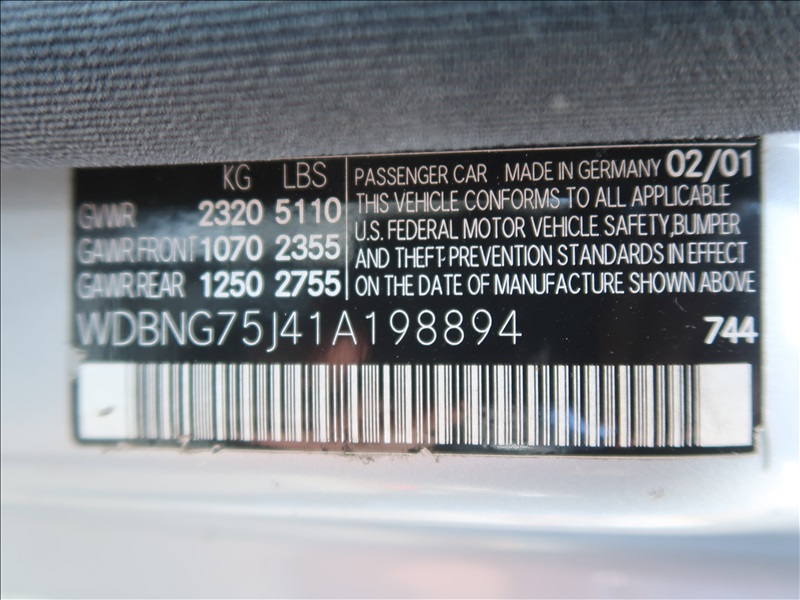 KG LBS
GVWR 2320 5110
GAWR.FRONT 1070 2355
GAWR.REAR 1250 2755
PASSENGER CAR MADE IN GERMANY 02/01
THIS VEHICLE CONFORMS TO ALL APPLICABLE
U.S. FEDERAL MOTOR VEHICLE SAFETY,BUMPER
AND THEFT-PREVENTION STANDARDS IN EFFECT
ON THE DATE OF MANUFACTURE SHOWN ABOVE
WDBNG75J41A198894 744